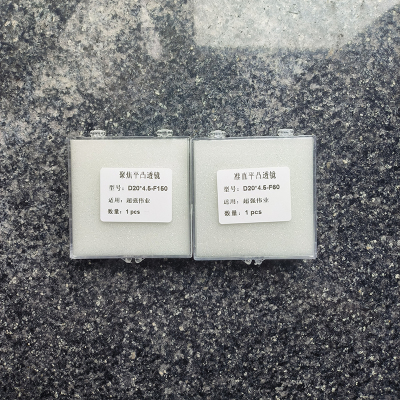 聚焦平凸透镜
型号：D20*4.5-F150
适用：超强伟业
数量：1 pcs
准直平凸透镜
型号：D20*4.5-F60
适用：超强伟业
数量：1 pcs